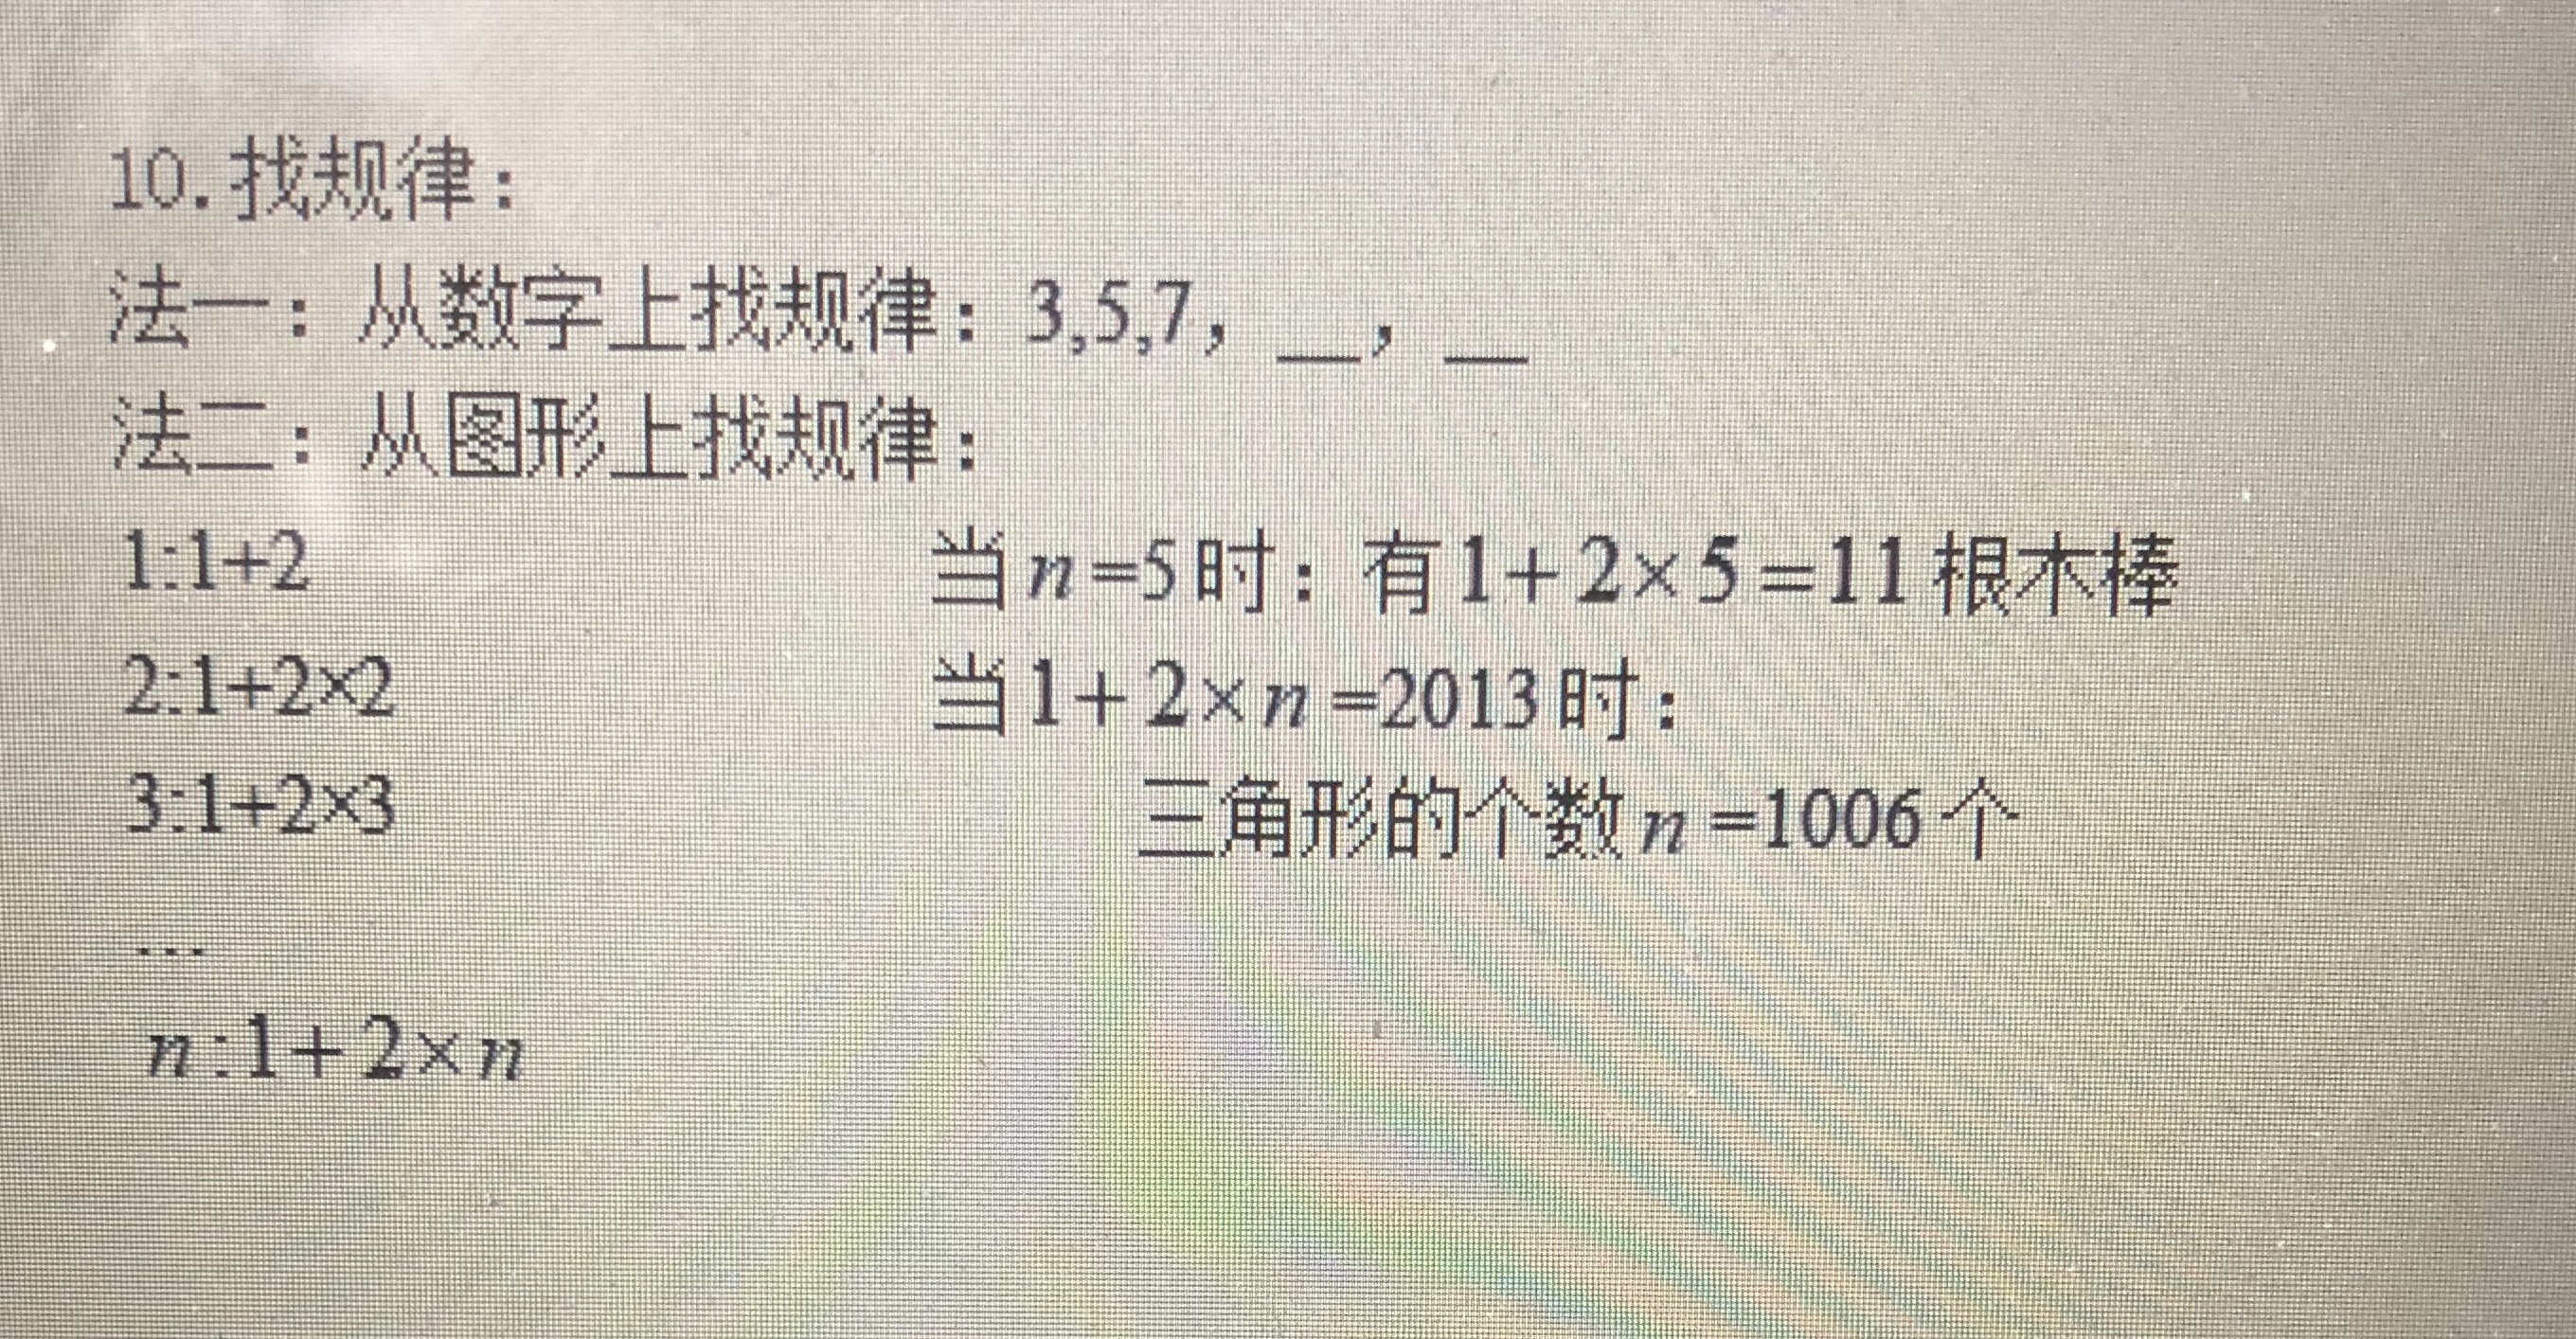 10.找规律：
法一：从数字上找规律：3,5,7，__，__
法二：从图形上找规律：
1:1+2
当n=5时：有1+2×5=11根木棒
2:1+2×2
当1+2×n=2013时：
3:1+2×3
三角形的个数n=1006个
...
n:1+2×n